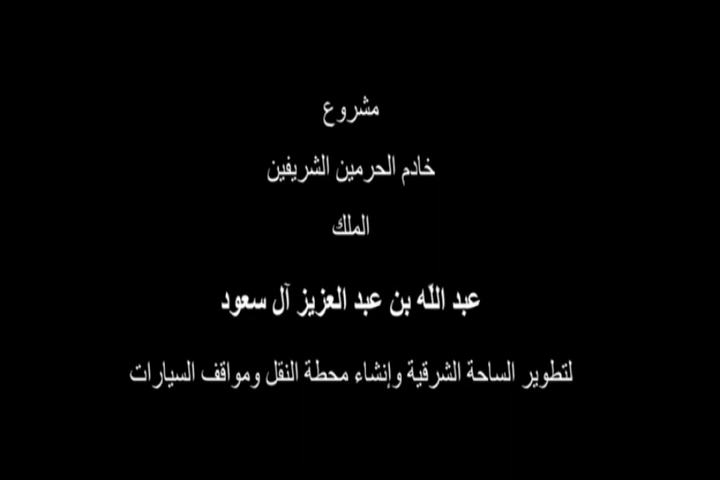 مشروع
خادم الحرمين الشريفين
الملك
عبد الله بن عبد العزيز آل سعود
لتطوير الساحة الشرقية وإنشاء محطة النقل ومواقف السيارات